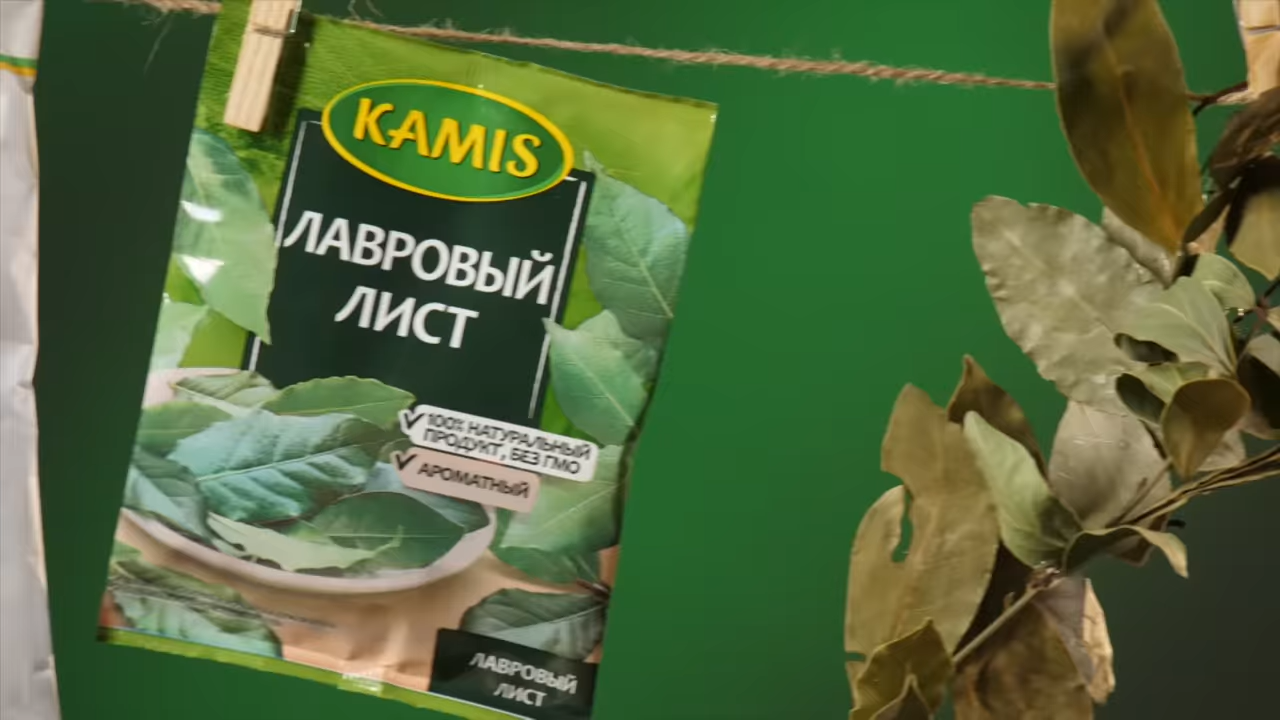 KAMIS
ЛАВРОВЫЙ
ЛИСТ
100% НАТУРАЛЬНЫЙ
ПРОДУКТ, БЕЗ ГМО
АРОМАТНЫЙ
ЛАВРОВЫЙ
ЛИСТ